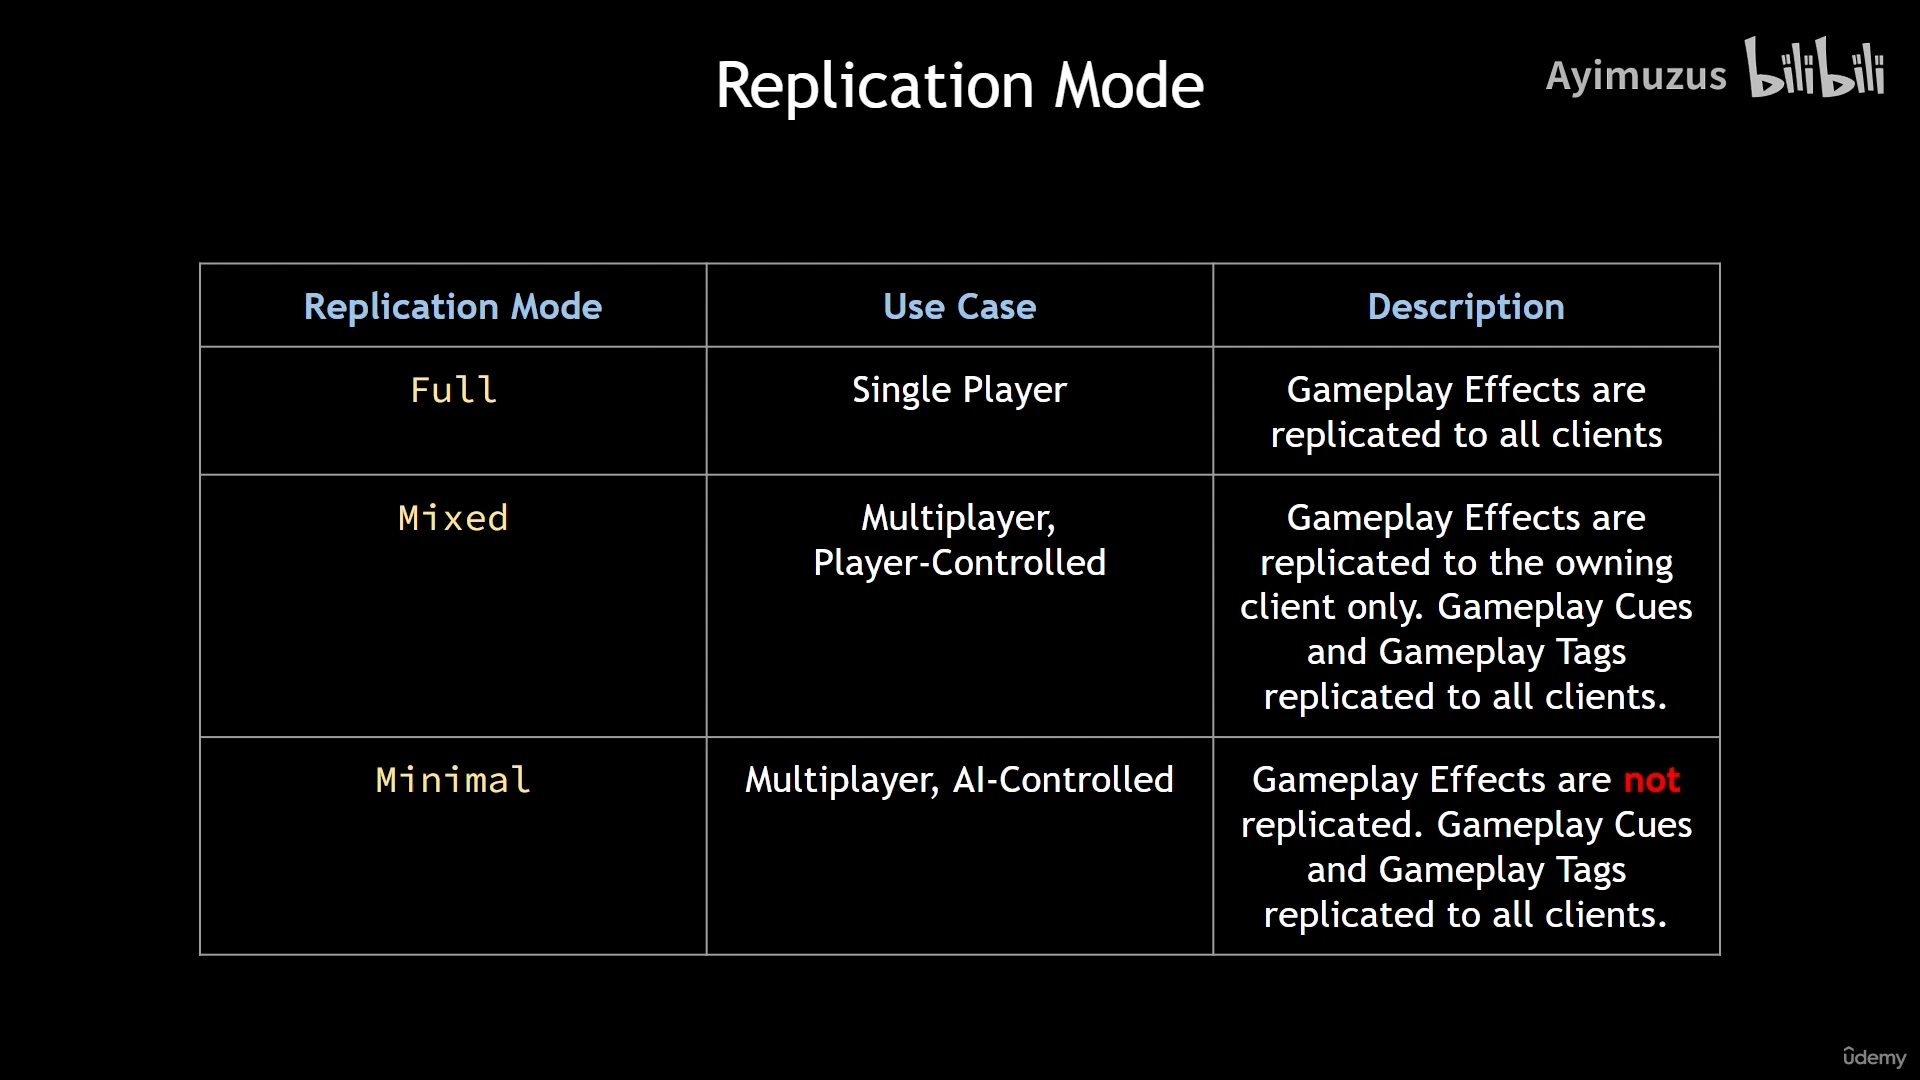 Replication Mode
Ayimuzus bilibili
Replication Mode
Use Case
Description
Full
Single Player
Gameplay Effects are
replicated to all clients
Mixed
Multiplayer,
Player-Controlled
Gameplay Effects are
replicated to the owning
client only. Gameplay Cues
and Gameplay Tags
replicated to all clients.
Minimal
Multiplayer, AI-Controlled
Gameplay Effects are not
replicated. Gameplay Cues
and Gameplay Tags
replicated to all clients.
udemy